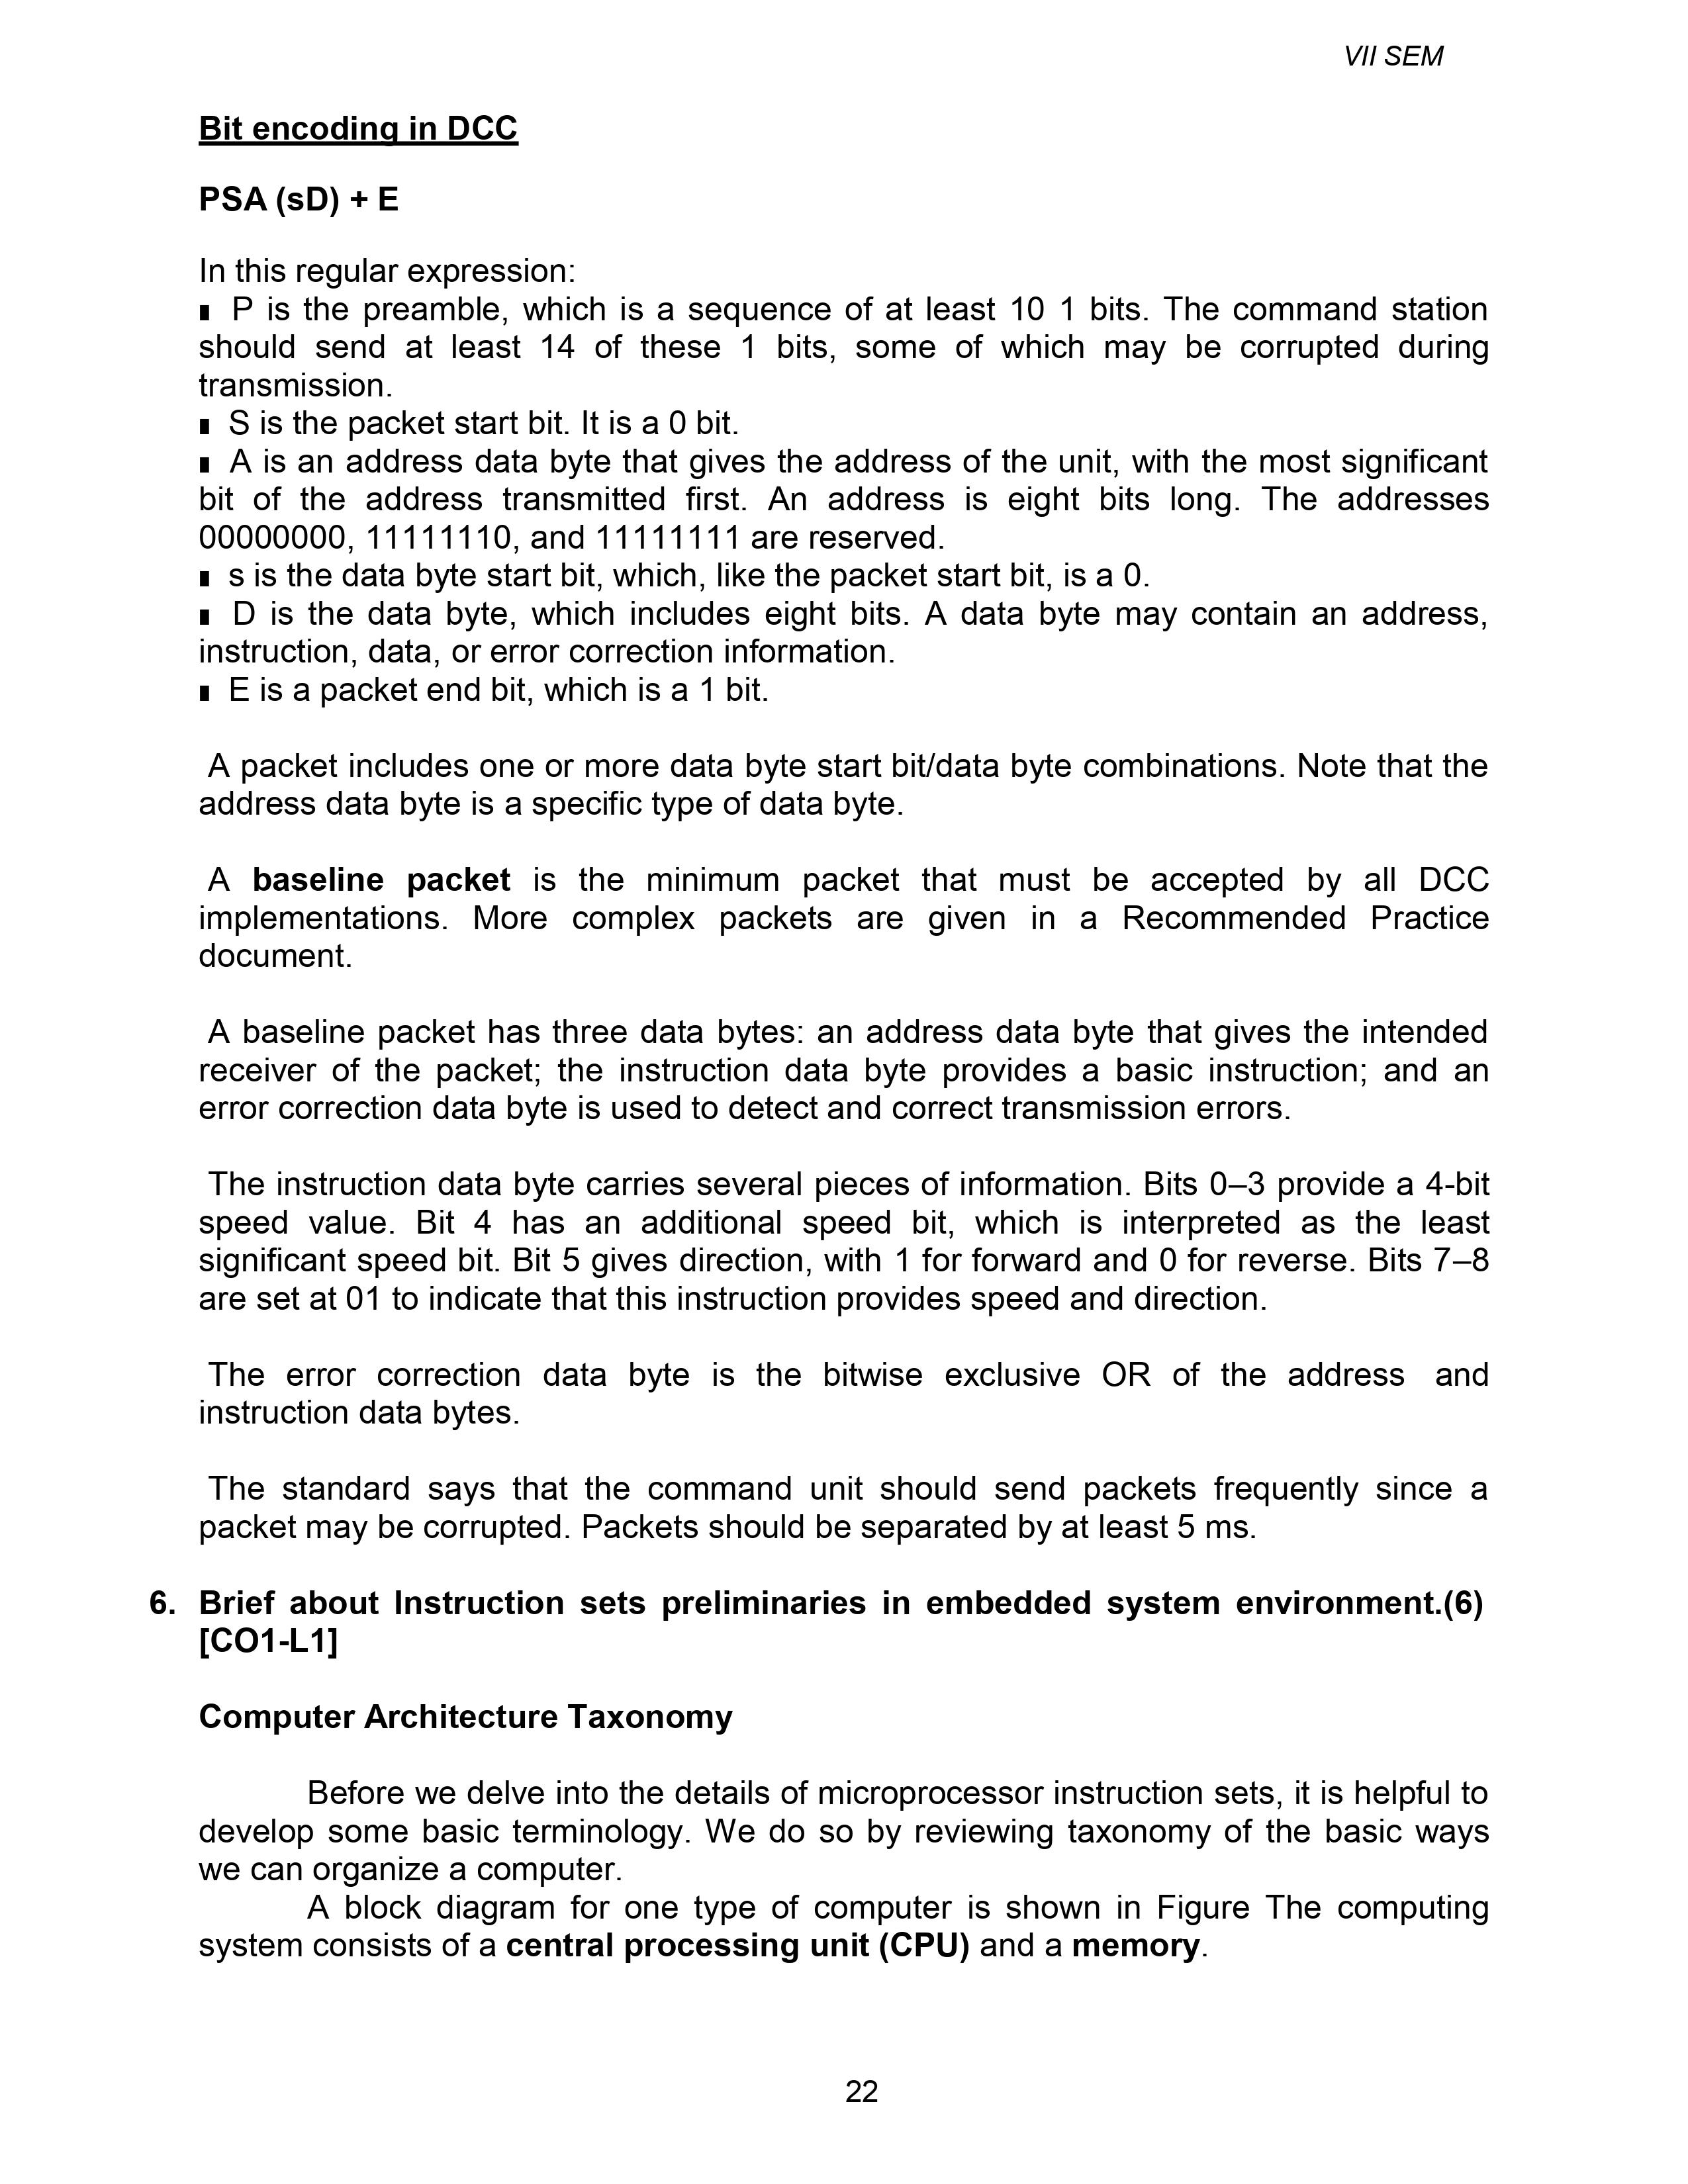 VII SEM
Bit encoding in DCC
PSA (sD) + E
In this regular expression:
∎ P is the preamble, which is a sequence of at least 10 1 bits. The command station
should send at least 14 of these 1 bits, some of which may be corrupted during
transmission.
∎ S is the packet start bit. It is a 0 bit.
∎ A is an address data byte that gives the address of the unit, with the most significant
bit of the address transmitted first. An address is eight bits long. The addresses
00000000, 11111110, and 11111111 are reserved.
∎ s is the data byte start bit, which, like the packet start bit, is a 0.
∎ D is the data byte, which includes eight bits. A data byte may contain an address,
instruction, data, or error correction information.
∎ E is a packet end bit, which is a 1 bit.
A packet includes one or more data byte start bit/data byte combinations. Note that the
address data byte is a specific type of data byte.
A baseline packet is the minimum packet that must be accepted by all DCC
implementations. More complex packets are given in a Recommended Practice
document.
A baseline packet has three data bytes: an address data byte that gives the intended
receiver of the packet; the instruction data byte provides a basic instruction; and an
error correction data byte is used to detect and correct transmission errors.
The instruction data byte carries several pieces of information. Bits 0–3 provide a 4-bit
speed value. Bit 4 has an additional speed bit, which is interpreted as the least
significant speed bit. Bit 5 gives direction, with 1 for forward and 0 for reverse. Bits 7–8
are set at 01 to indicate that this instruction provides speed and direction.
The error correction data byte is the bitwise exclusive OR of the address and
instruction data bytes.
The standard says that the command unit should send packets frequently since a
packet may be corrupted. Packets should be separated by at least 5 ms.
6. Brief about Instruction sets preliminaries in embedded system environment.(6)
[CO1-L1]
Computer Architecture Taxonomy
Before we delve into the details of microprocessor instruction sets, it is helpful to
develop some basic terminology. We do so by reviewing taxonomy of the basic ways
we can organize a computer.
A block diagram for one type of computer is shown in Figure The computing
system consists of a central processing unit (CPU) and a memory.
22